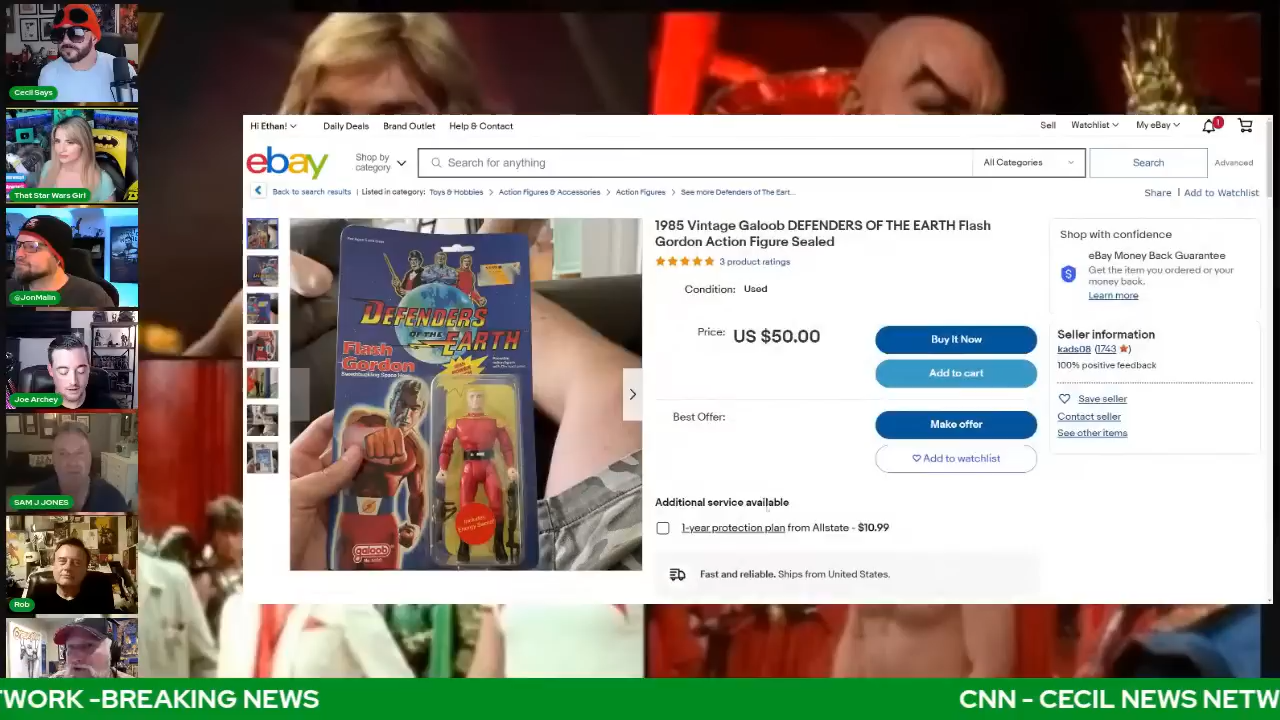 Cecil Says
That Star Wars Girl
@JonMalin
Joe Archey
SAM J JONES
Rob
Hi Ethan!
Daily Deals
Brand Outlet
Help & Contact
Sell
Watchlist
My eBay
1
ebay
Shop by
category
Search for anything
All Categories
Search
Advanced
Back to search results
Listed in category:
Toys & Hobbies
Action Figures & Accessories
Action Figures
See more Defenders of The Eart...
Share
Add to Watchlist
DEFENDERS
OF THE
EARTH
Flash
Gordon
galoob
1985 Vintage Galoob DEFENDERS OF THE EARTH Flash
Gordon Action Figure Sealed
3 product ratings
Condition: Used
Price: US $50.00
Buy It Now
Add to cart
Best Offer:
Make offer
Add to watchlist
Additional service available
1-year protection plan from Allstate - $10.99
Fast and reliable. Ships from United States.
Shop with confidence
eBay Money Back Guarantee
Get the item you ordered or your
money back.
Learn more
Seller information
kads08 (1743)
100% positive feedback
Save seller
Contact seller
See other items
TWORK -BREAKING NEWS
CNN - CECIL NEWS NETW